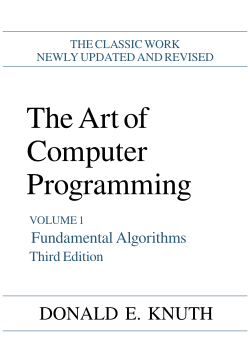 THE CLASSIC WORK
NEWLY UPDATED AND REVISED
The Art of
Computer
Programming
VOLUME 1
Fundamental Algorithms
Third Edition
DONALD E. KNUTH